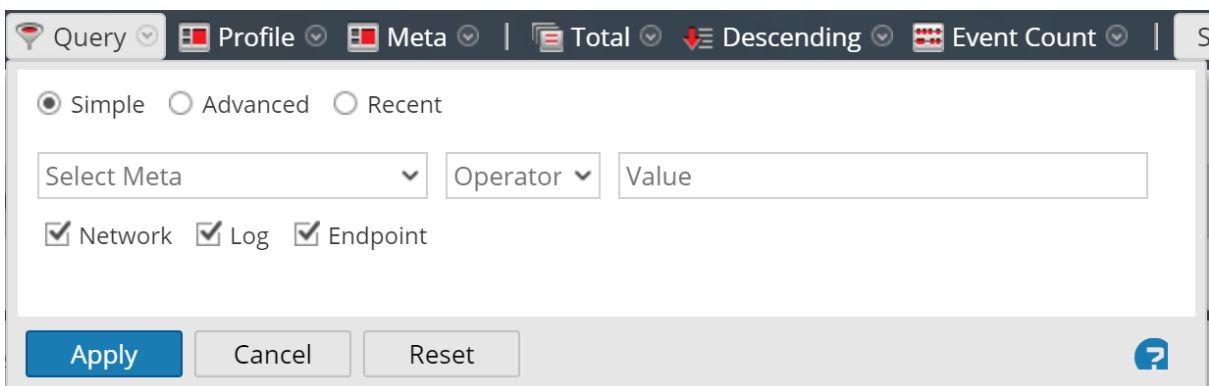 Query Profile Meta | Total Descending Event Count | S
Simple Advanced Recent
Select Meta Operator Value
Network Log Endpoint
Apply Cancel Reset ?